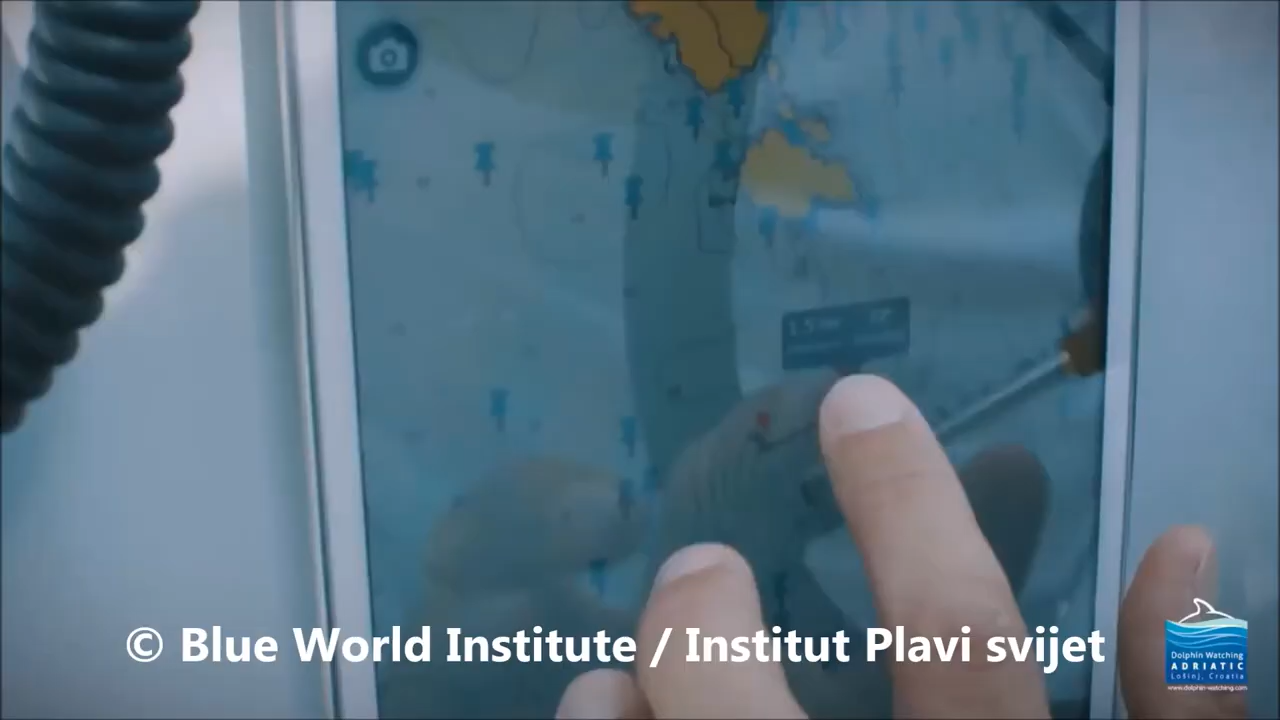 © Blue World Institute / Institut Plavi svijet
Dolphin Watching
ADRIATIC
Lošinj, Croatia
www.dolphin-watching.com